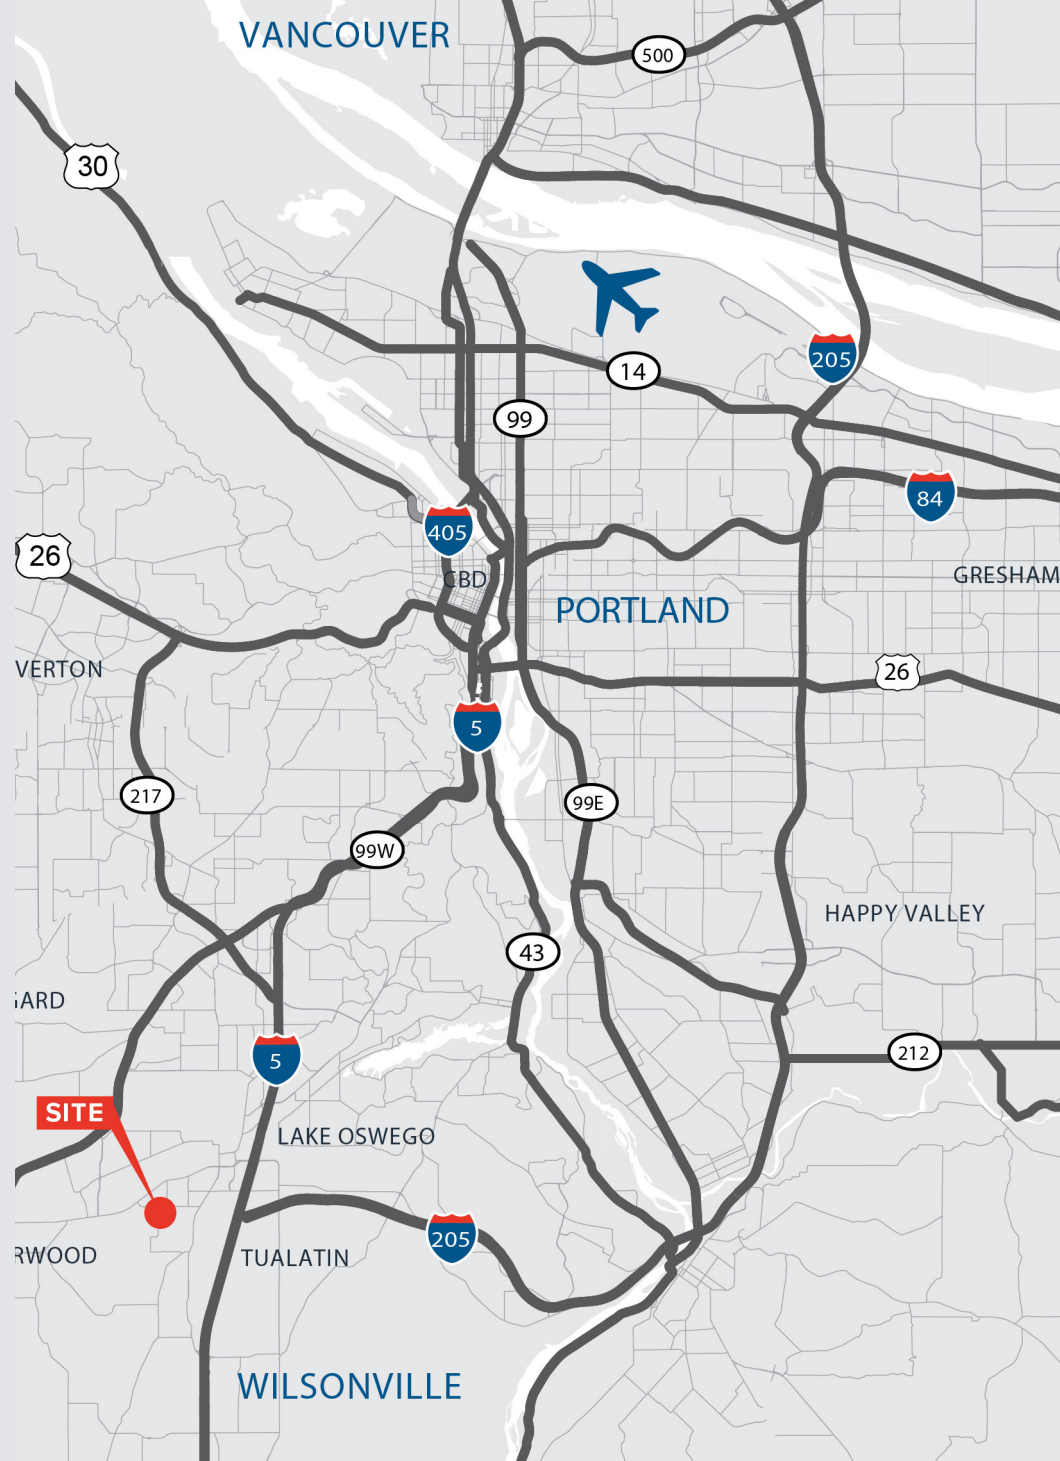 VANCOUVER
500
30
205
14
99
84
405
26
CBD
GRESHAM
PORTLAND
VERTON
26
5
217
99E
99W
HAPPY VALLEY
43
GARD
212
5
SITE
LAKE OSWEGO
205
RWOOD
TUALATIN
WILSONVILLE